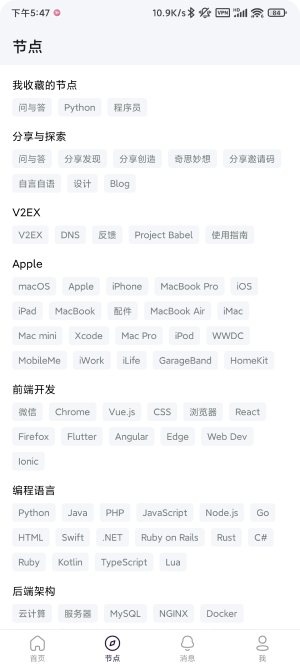 下午5:47 10.9K/s VPN HD 84
节点
我收藏的节点
问与答 Python 程序员
分享与探索
问与答 分享发现 分享创造 奇思妙想 分享邀请码
自言自语 设计 Blog
V2EX
V2EX DNS 反馈 Project Babel 使用指南
Apple
macOS Apple iPhone MacBook Pro iOS
iPad MacBook 配件 MacBook Air iMac
Mac mini Xcode Mac Pro iPod WWDC
MobileMe iWork iLife GarageBand HomeKit
前端开发
微信 Chrome Vue.js CSS 浏览器 React
Firefox Flutter Angular Edge Web Dev
Ionic
编程语言
Python Java PHP JavaScript Node.js Go
HTML Swift .NET Ruby on Rails Rust C#
Ruby Kotlin TypeScript Lua
后端架构
云计算 服务器 MySQL NGINX Docker
首页 节点 消息 我